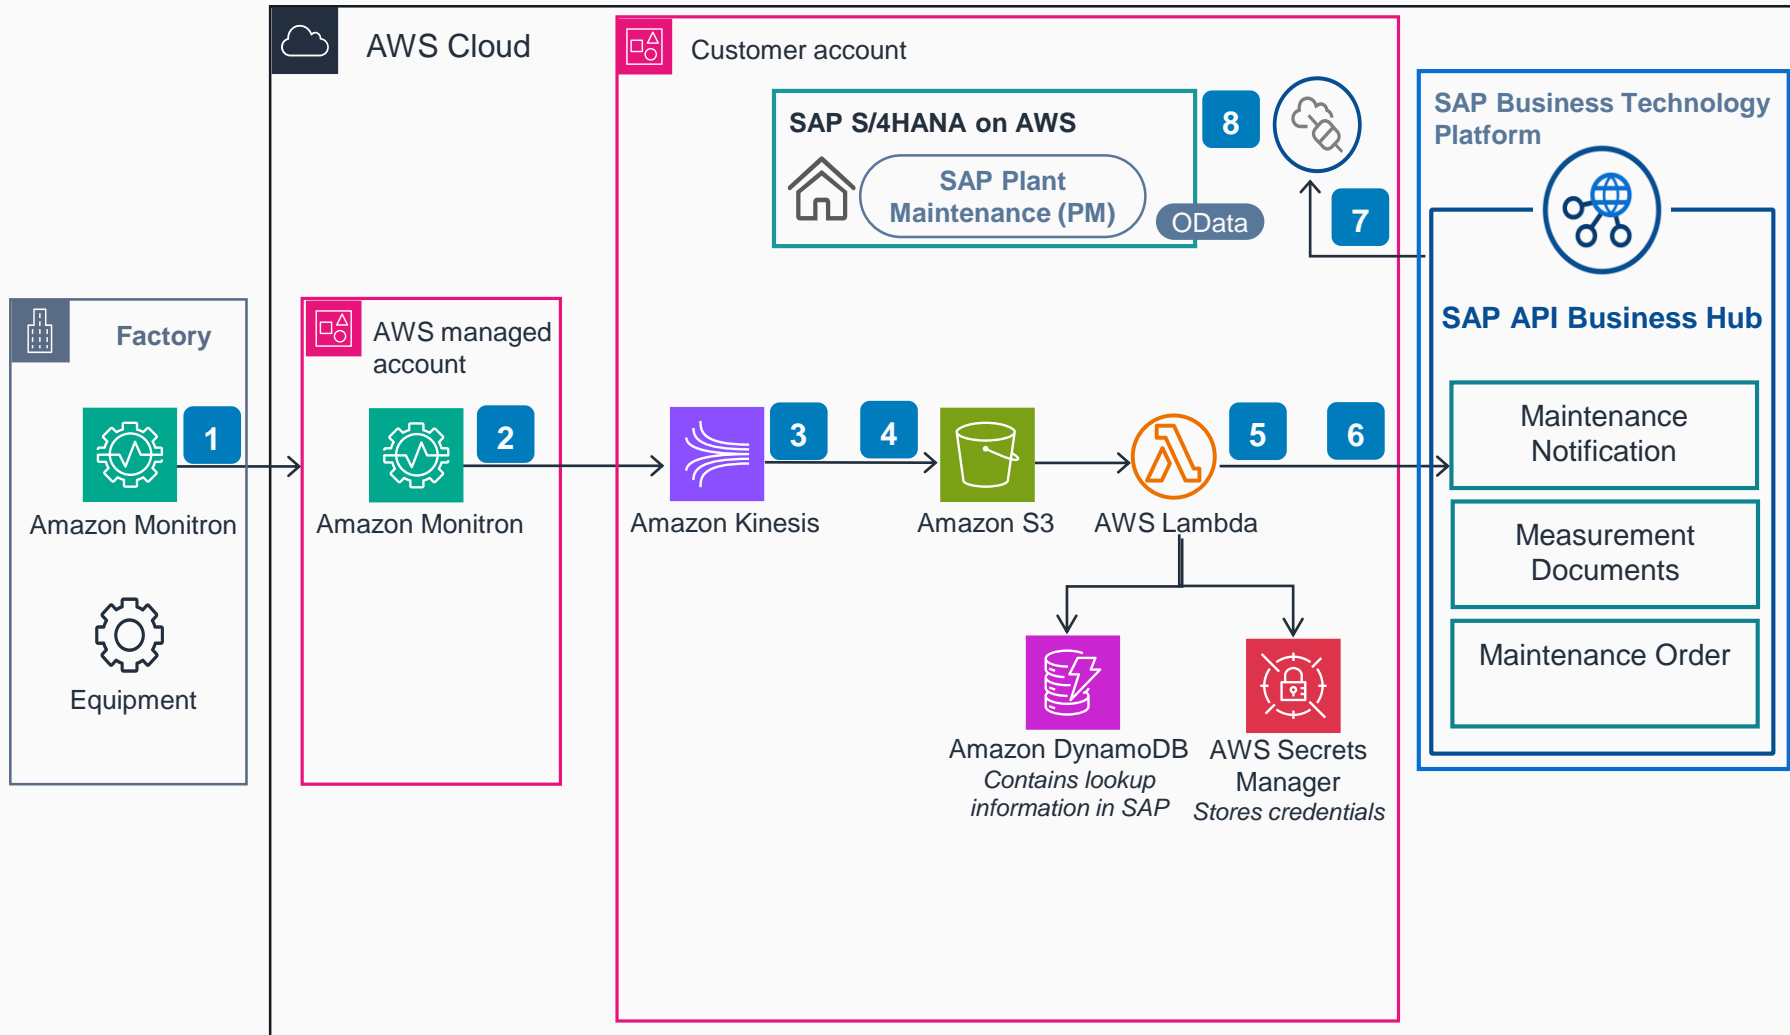 AWS Cloud
Customer account
SAP S/4HANA on AWS
8
SAP Plant
Maintenance (PM)
OData
7
SAP Business Technology
Platform
SAP API Business Hub
Factory
AWS managed
account
1
2
3
4
5
6
Amazon Monitron
Amazon Monitron
Amazon Kinesis
Amazon S3
AWS Lambda
Maintenance
Notification
Measurement
Documents
Maintenance Order
Equipment
Amazon DynamoDB
Contains lookup
information in SAP
AWS Secrets
Manager
Stores credentials